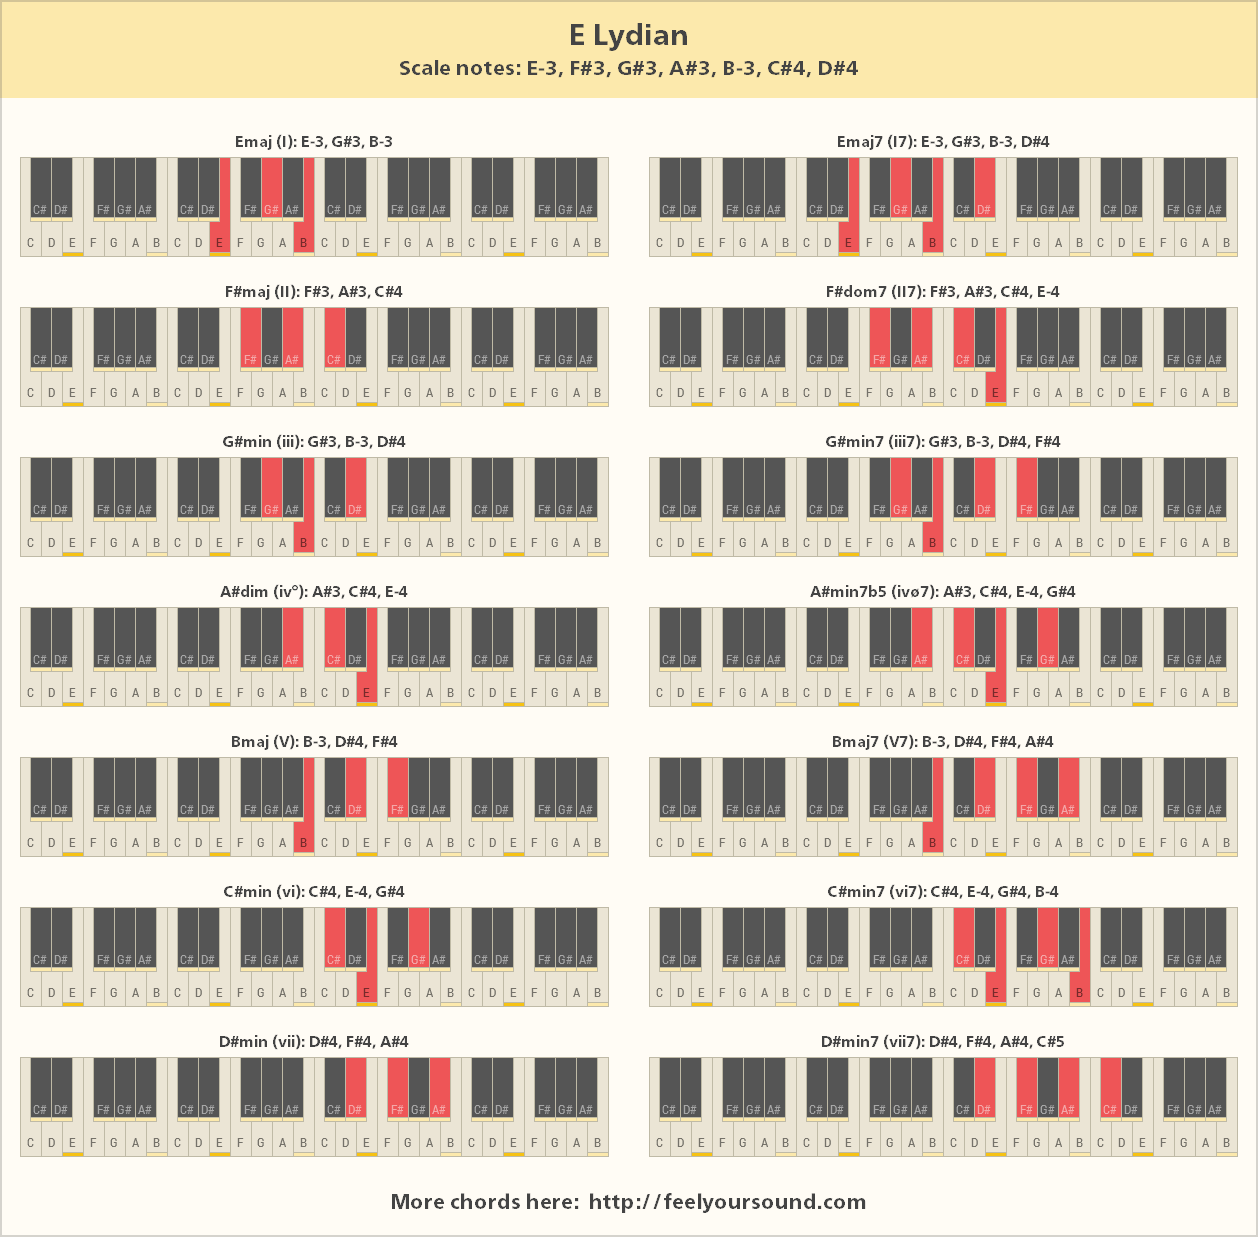 E Lydian
Scale notes: E-3, F#3, G#3, A#3, B-3, C#4, D#4
Emaj (I): E-3, G#3, B-3
C# D# F# G# A# C# D# F# G# A# C# D# F# G# A# C# D# F# G# A#
C D E F G A B C D E F G A B C D E F G A B C D E F G A B
Emaj7 (I7): E-3, G#3, B-3, D#4
C# D# F# G# A# C# D# F# G# A# C# D# F# G# A# C# D# F# G# A#
C D E F G A B C D E F G A B C D E F G A B C D E F G A B
F#maj (II): F#3, A#3, C#4
C# D# F# G# A# C# D# F# G# A# C# D# F# G# A# C# D# F# G# A#
C D E F G A B C D E F G A B C D E F G A B C D E F G A B
F#dom7 (II7): F#3, A#3, C#4, E-4
C# D# F# G# A# C# D# F# G# A# C# D# F# G# A# C# D# F# G# A#
C D E F G A B C D E F G A B C D E F G A B C D E F G A B
G#min (iii): G#3, B-3, D#4
C# D# F# G# A# C# D# F# G# A# C# D# F# G# A# C# D# F# G# A#
C D E F G A B C D E F G A B C D E F G A B C D E F G A B
G#min7 (iii7): G#3, B-3, D#4, F#4
C# D# F# G# A# C# D# F# G# A# C# D# F# G# A# C# D# F# G# A#
C D E F G A B C D E F G A B C D E F G A B C D E F G A B
A#dim (iv°): A#3, C#4, E-4
C# D# F# G# A# C# D# F# G# A# C# D# F# G# A# C# D# F# G# A#
C D E F G A B C D E F G A B C D E F G A B C D E F G A B
A#min7b5 (ivø7): A#3, C#4, E-4, G#4
C# D# F# G# A# C# D# F# G# A# C# D# F# G# A# C# D# F# G# A#
C D E F G A B C D E F G A B C D E F G A B C D E F G A B
Bmaj (V): B-3, D#4, F#4
C# D# F# G# A# C# D# F# G# A# C# D# F# G# A# C# D# F# G# A#
C D E F G A B C D E F G A B C D E F G A B C D E F G A B
Bmaj7 (V7): B-3, D#4, F#4, A#4
C# D# F# G# A# C# D# F# G# A# C# D# F# G# A# C# D# F# G# A#
C D E F G A B C D E F G A B C D E F G A B C D E F G A B
C#min (vi): C#4, E-4, G#4
C# D# F# G# A# C# D# F# G# A# C# D# F# G# A# C# D# F# G# A#
C D E F G A B C D E F G A B C D E F G A B C D E F G A B
C#min7 (vi7): C#4, E-4, G#4, B-4
C# D# F# G# A# C# D# F# G# A# C# D# F# G# A# C# D# F# G# A#
C D E F G A B C D E F G A B C D E F G A B C D E F G A B
D#min (vii): D#4, F#4, A#4
C# D# F# G# A# C# D# F# G# A# C# D# F# G# A# C# D# F# G# A#
C D E F G A B C D E F G A B C D E F G A B C D E F G A B
D#min7 (vii7): D#4, F#4, A#4, C#5
C# D# F# G# A# C# D# F# G# A# C# D# F# G# A# C# D# F# G# A#
C D E F G A B C D E F G A B C D E F G A B C D E F G A B
More chords here: http://feelyoursound.com